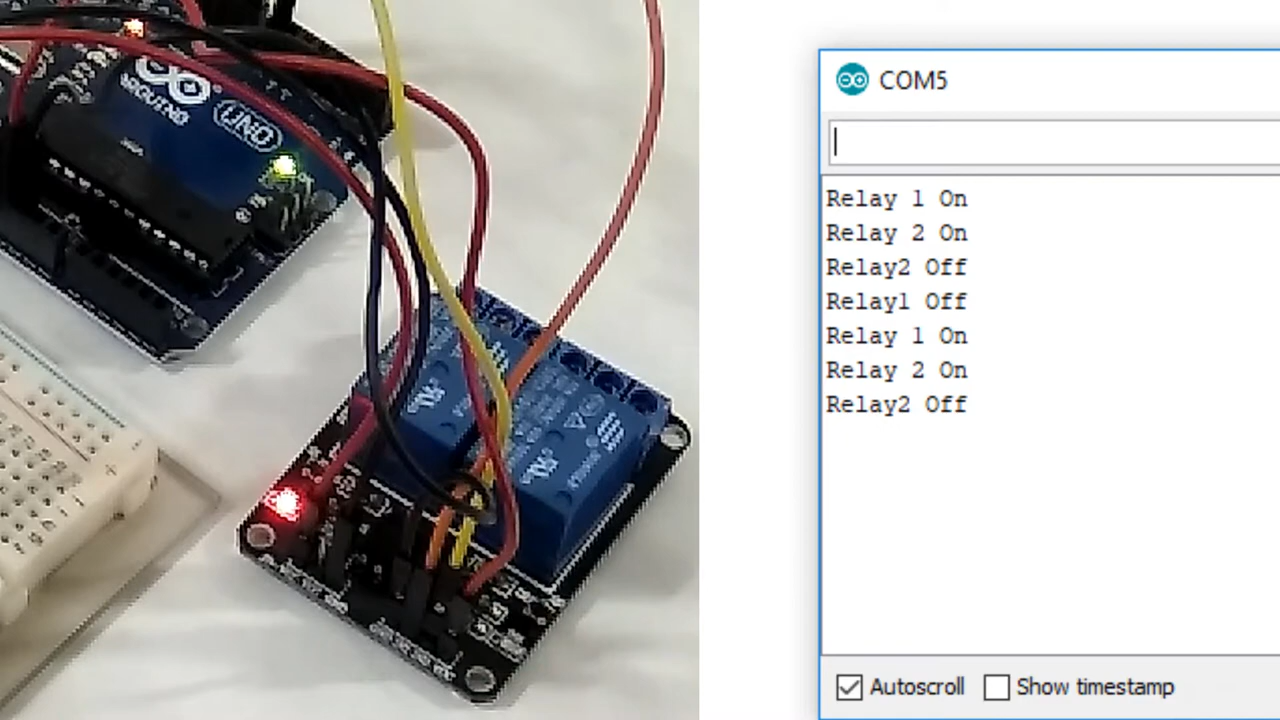 ARDUINO
UNO
COM5
Relay 1 On
Relay 2 On
Relay2 Off
Relay1 Off
Relay 1 On
Relay 2 On
Relay2 Off
Autoscroll
Show timestamp